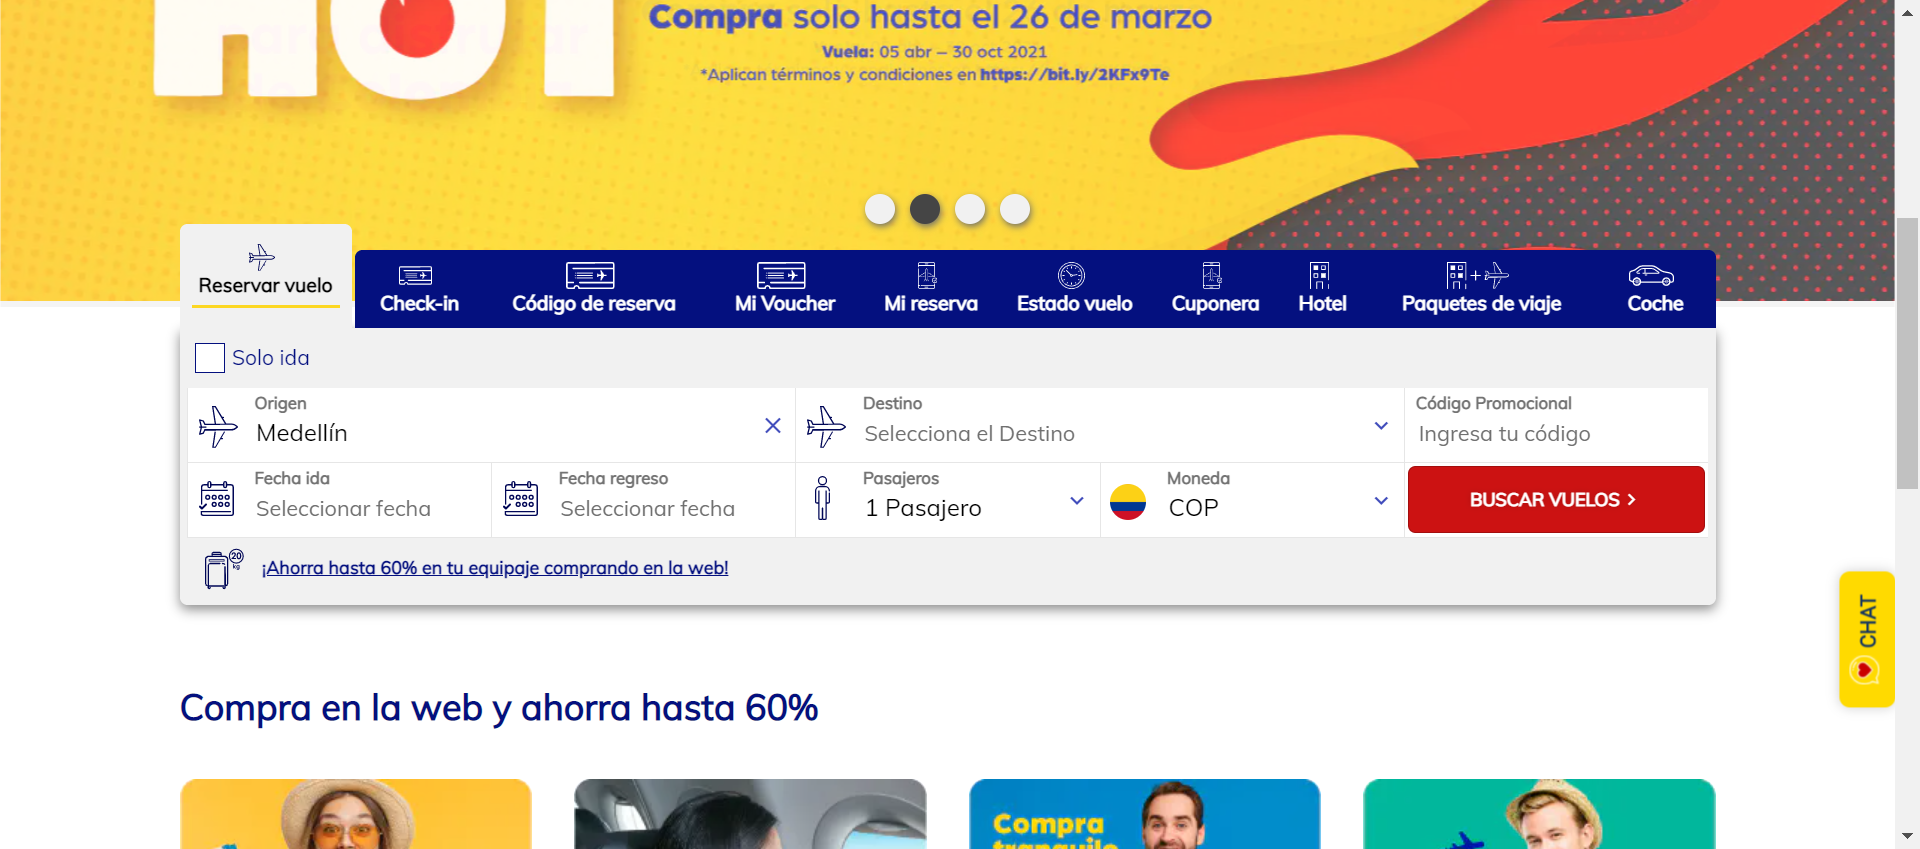 HOT
Compra solo hasta el 26 de marzo
Vuela: 05 abr – 30 oct 2021
*Aplican términos y condiciones en https://bit.ly/2KFx9Te
Reservar vuelo
Check-in
Código de reserva
Mi Voucher
Mi reserva
Estado vuelo
Cuponera
Hotel
Paquetes de viaje
Coche
Solo ida
Origen
Medellín
Destino
Selecciona el Destino
Código Promocional
Ingresa tu código
Fecha ida
Seleccionar fecha
Fecha regreso
Seleccionar fecha
Pasajeros
1 Pasajero
Moneda
COP
BUSCAR VUELOS
20
kg
¡Ahorra hasta 60% en tu equipaje comprando en la web!
CHAT
Compra en la web y ahorra hasta 60%
Compra
tranquilo